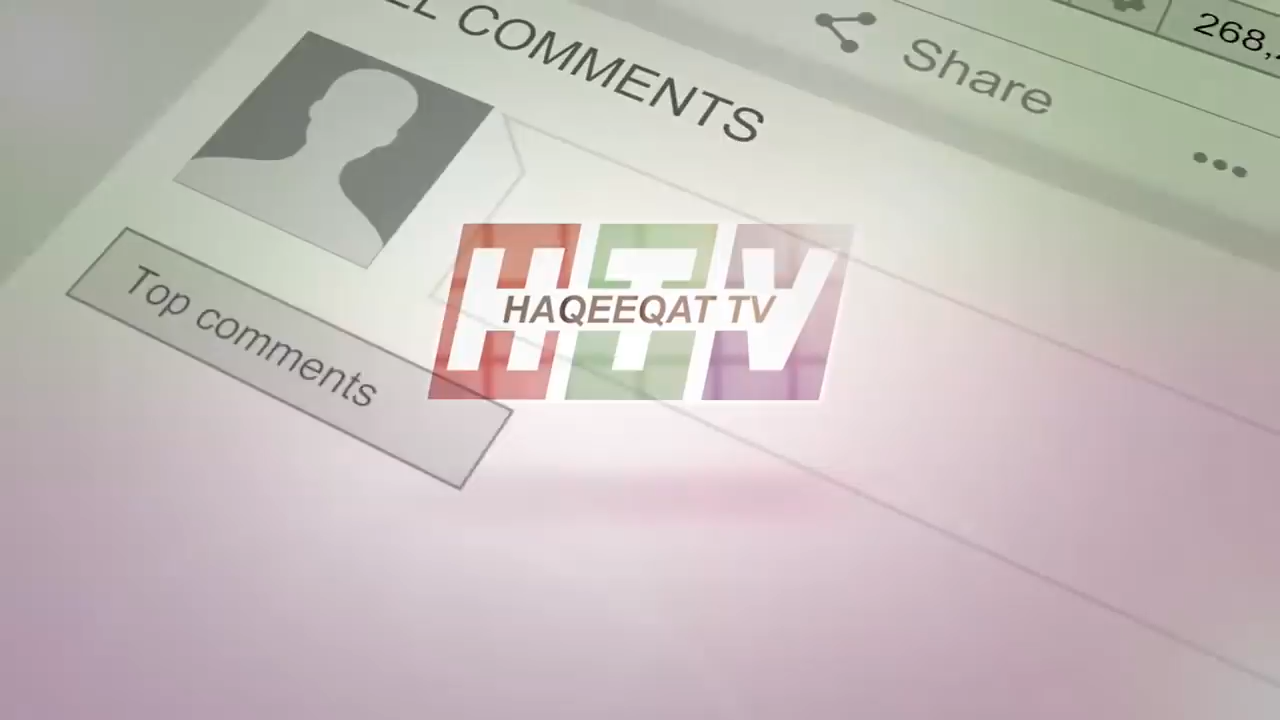 COMMENTS
268,
Share
Top comments
HTV
HAQEEQAT TV